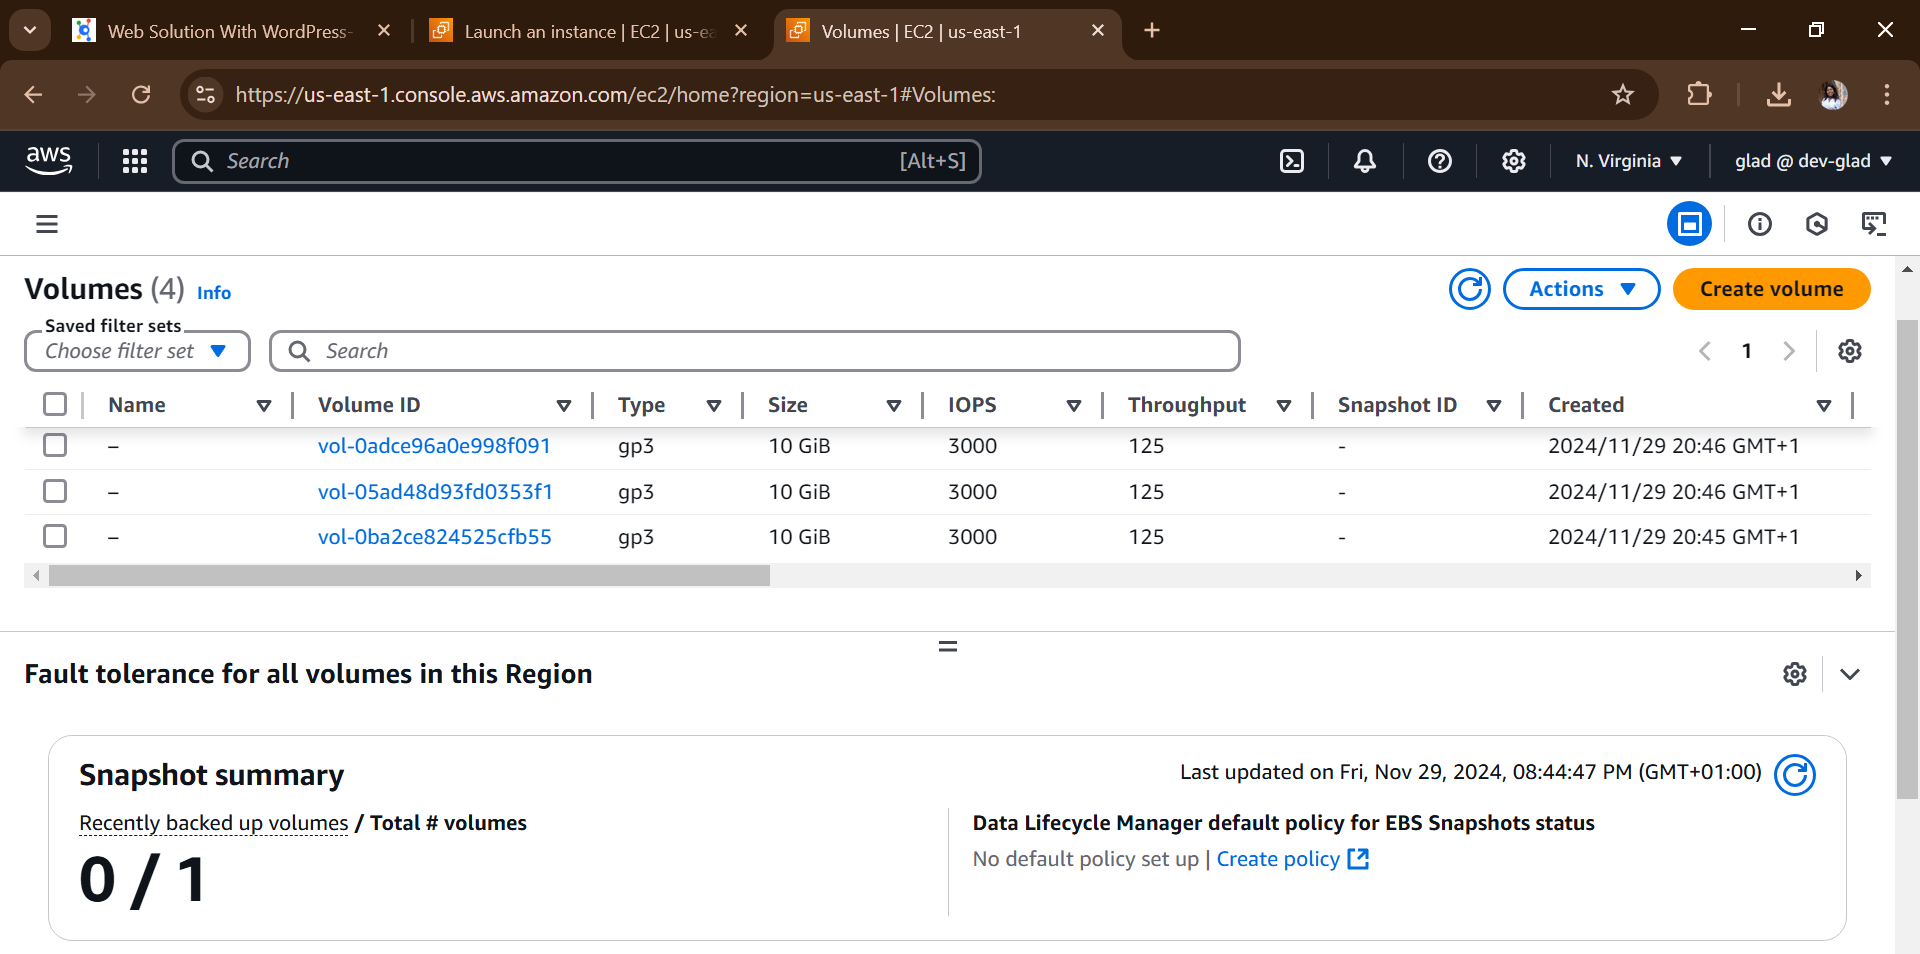 Web Solution With WordPress-
Launch an instance | EC2 | us-ea
Volumes | EC2 | us-east-1
https://us-east-1.console.aws.amazon.com/ec2/home?region=us-east-1#Volumes:
aws
Search
[Alt+S]
N. Virginia
glad @ dev-glad
Volumes (4) Info
Actions
Create volume
Saved filter sets
Choose filter set
Search
1
Name Volume ID Type Size IOPS Throughput Snapshot ID Created
– vol-0adce96a0e998f091 gp3 10 GiB 3000 125 - 2024/11/29 20:46 GMT+1
– vol-05ad48d93fd0353f1 gp3 10 GiB 3000 125 - 2024/11/29 20:46 GMT+1
– vol-0ba2ce824525cfb55 gp3 10 GiB 3000 125 - 2024/11/29 20:45 GMT+1
Fault tolerance for all volumes in this Region
Snapshot summary
Last updated on Fri, Nov 29, 2024, 08:44:47 PM (GMT+01:00)
Recently backed up volumes / Total # volumes
0 / 1
Data Lifecycle Manager default policy for EBS Snapshots status
No default policy set up | Create policy